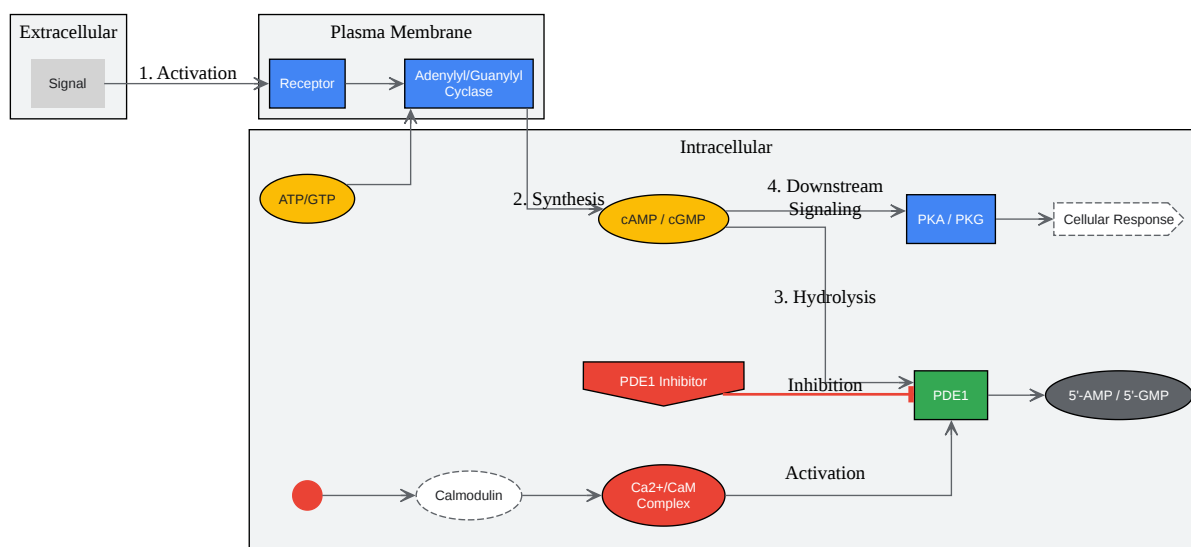 Extracellular
Plasma Membrane
Signal
1. Activation
Receptor
Adenylyl/Guanylyl
Cyclase
Intracellular
ATP/GTP
2. Synthesis
cAMP / cGMP
4. Downstream
Signaling
PKA / PKG
Cellular Response
3. Hydrolysis
PDE1 Inhibitor
Inhibition
PDE1
5'-AMP / 5'-GMP
Calmodulin
Ca2+/CaM
Complex
Activation